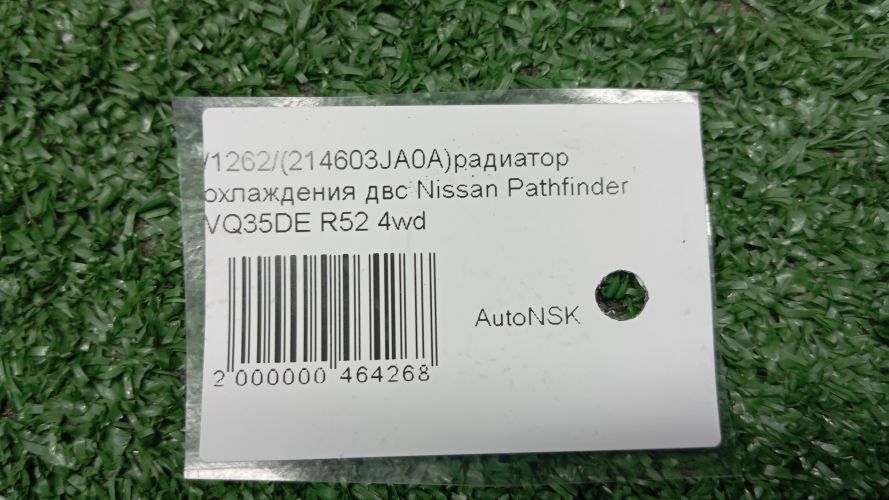 /1262/(214603JA0A)радиатор
охлаждения двс Nissan Pathfinder
VQ35DE R52 4wd
AutoNSK
2 000000 464268